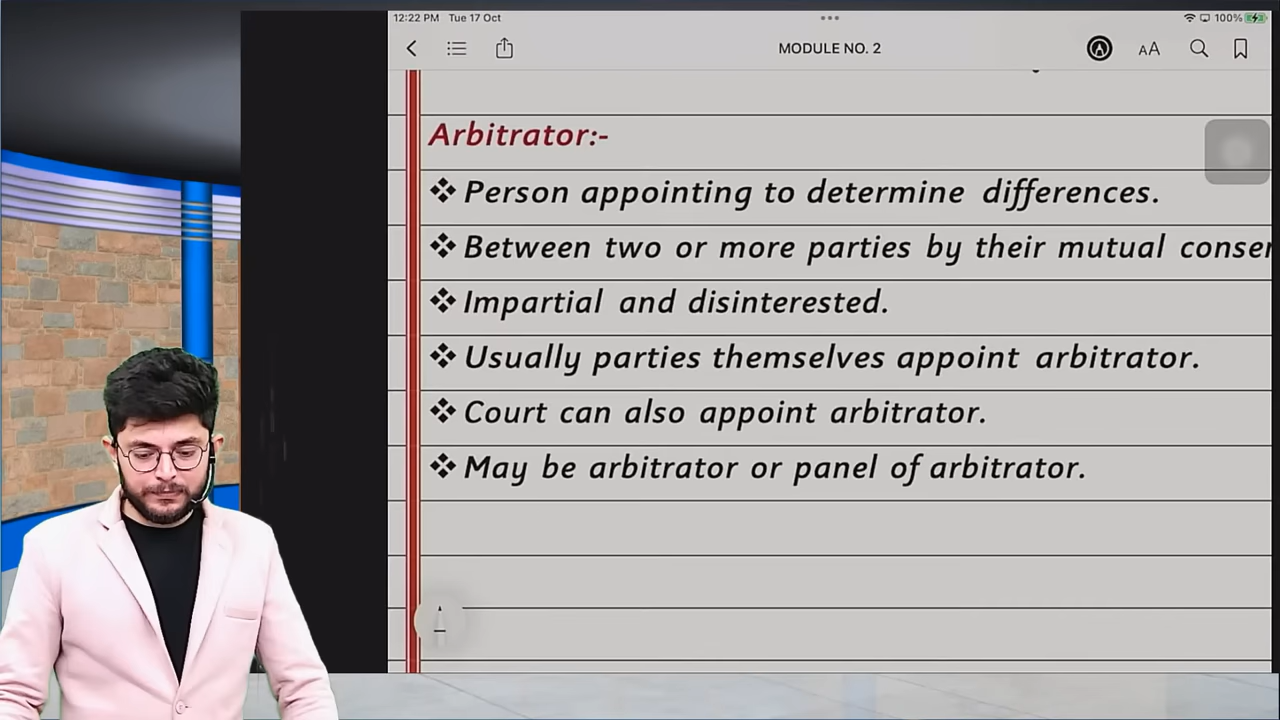 12:22 PM Tue 17 Oct
100%
MODULE NO. 2
AA
Arbitrator:-
❖ Person appointing to determine differences.
❖ Between two or more parties by their mutual
❖ Impartial and disinterested.
❖ Usually parties themselves appoint arbitrator.
❖ Court can also appoint arbitrator.
❖ May be arbitrator or panel of arbitrator.